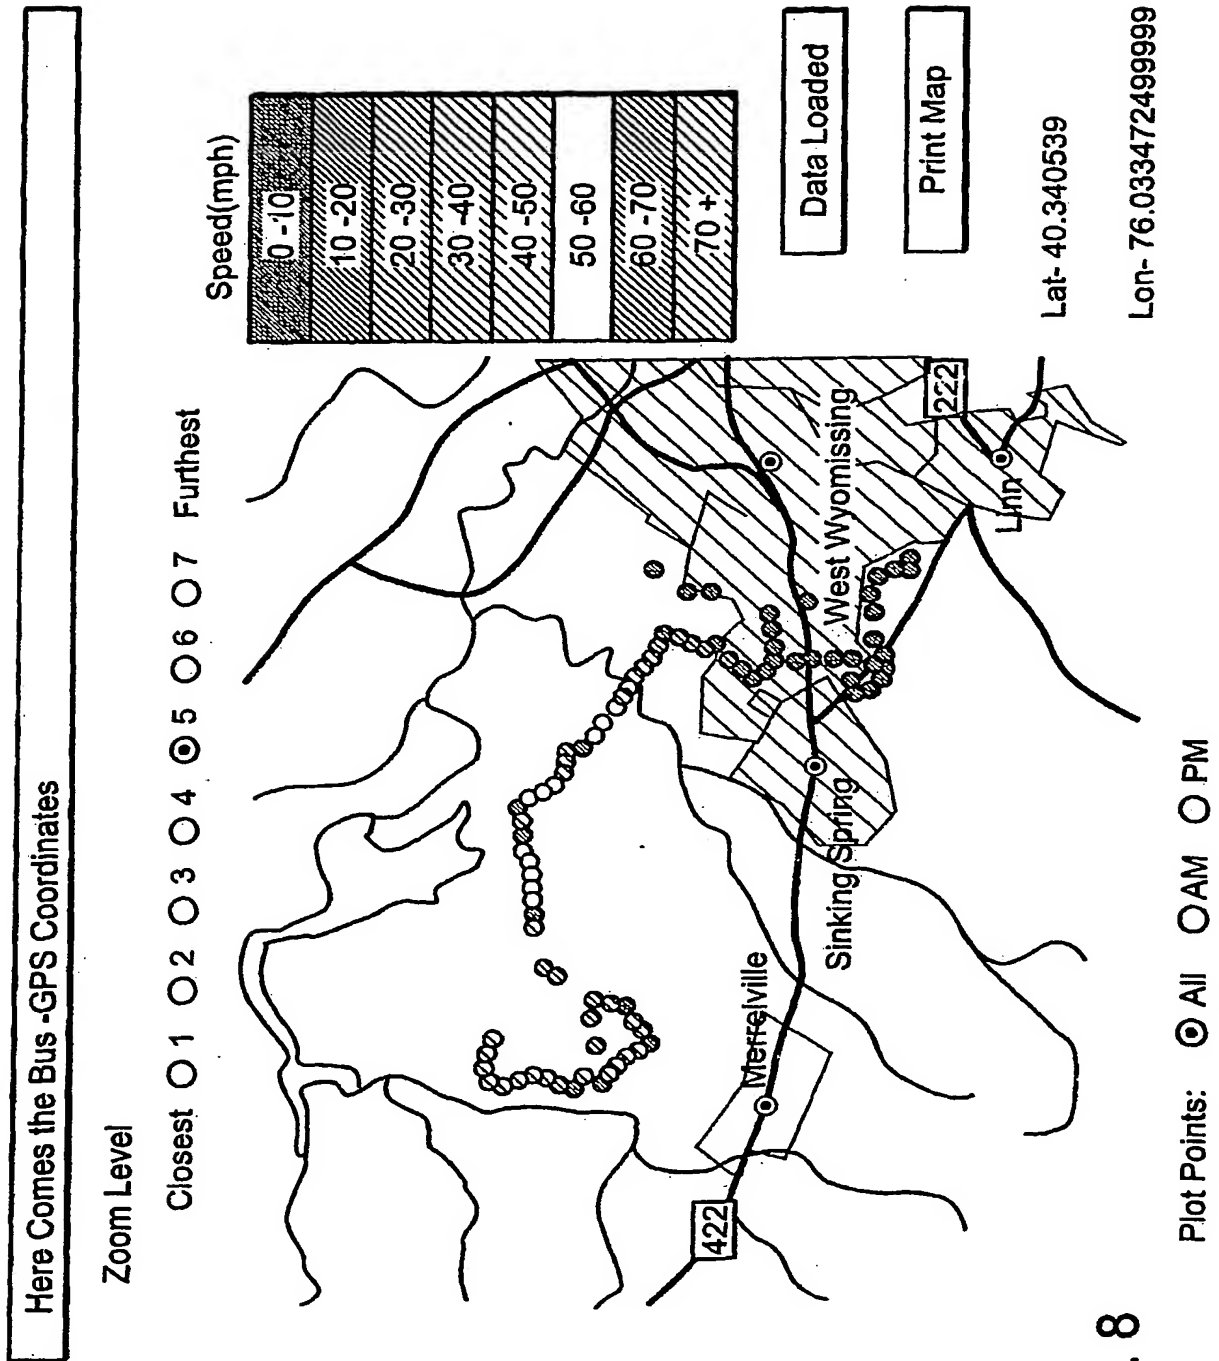 Here Comes the Bus -GPS Coordinates
Zoom Level
Closest 1 2 3 4 5 6 7 Furthest
Speed(mph)
0 -10
10 -20
20 -30
30 -40
40 -50
50 -60
60 -70
70 +
Data Loaded
Print Map
Lat- 40.340539
Lon- 76.03347249999
422
Merrelville
Sinking Spring
West Wyomissing
222
Linn
Plot Points: All AM PM
. 8